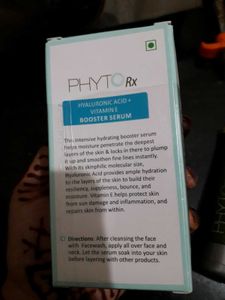 PHYTO Rx
HYALURONIC ACID +
VITAMIN E
BOOSTER SERUM
This intensive hydrating booster serum
helps moisture penetrate the deepest
layers of the skin & locks in there to plump
it up and smoothen fine lines instantly.
With its skinphilic molecular size,
Hyaluronic Acid provides ample hydration
to the layers of the skin to build their
resiliency, suppleness, bounce, and
moisture. Vitamin E helps protect skin
from sun damage and inflammation, and
repairs skin from within.
Directions: After cleansing the face
with Facewash, apply all over face and
neck. Let the serum soak into your skin
before layering with other products.
PHY